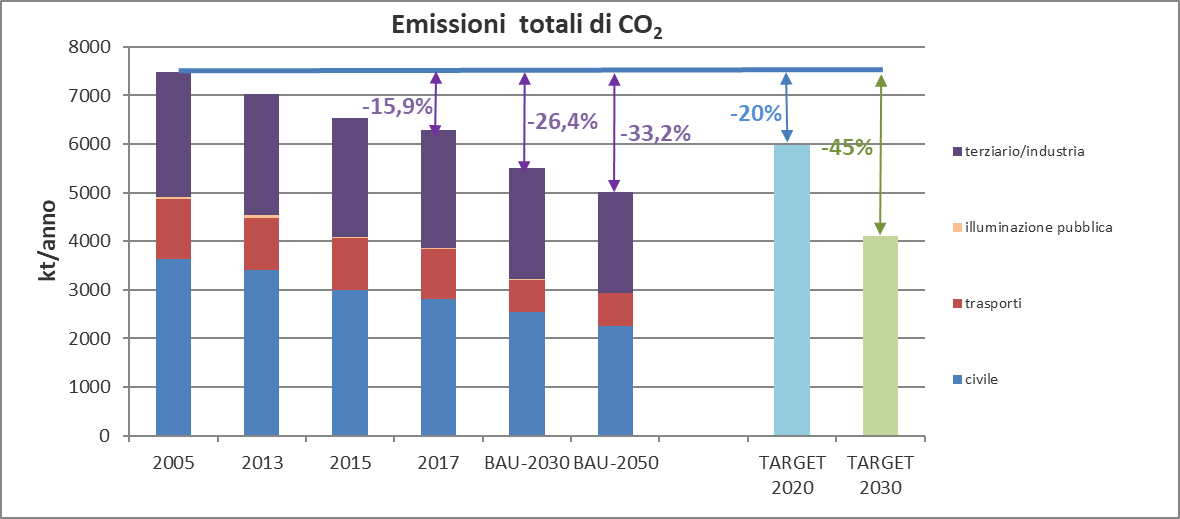 Emissioni totali di CO₂
kt/anno
8000
7000
6000
5000
4000
3000
2000
1000
0
-15,9%
-26,4%
-33,2%
-20%
-45%
2005 2013 2015 2017 BAU-2030 BAU-2050 TARGET 2020 TARGET 2030
terziario/industria
illuminazione pubblica
trasporti
civile